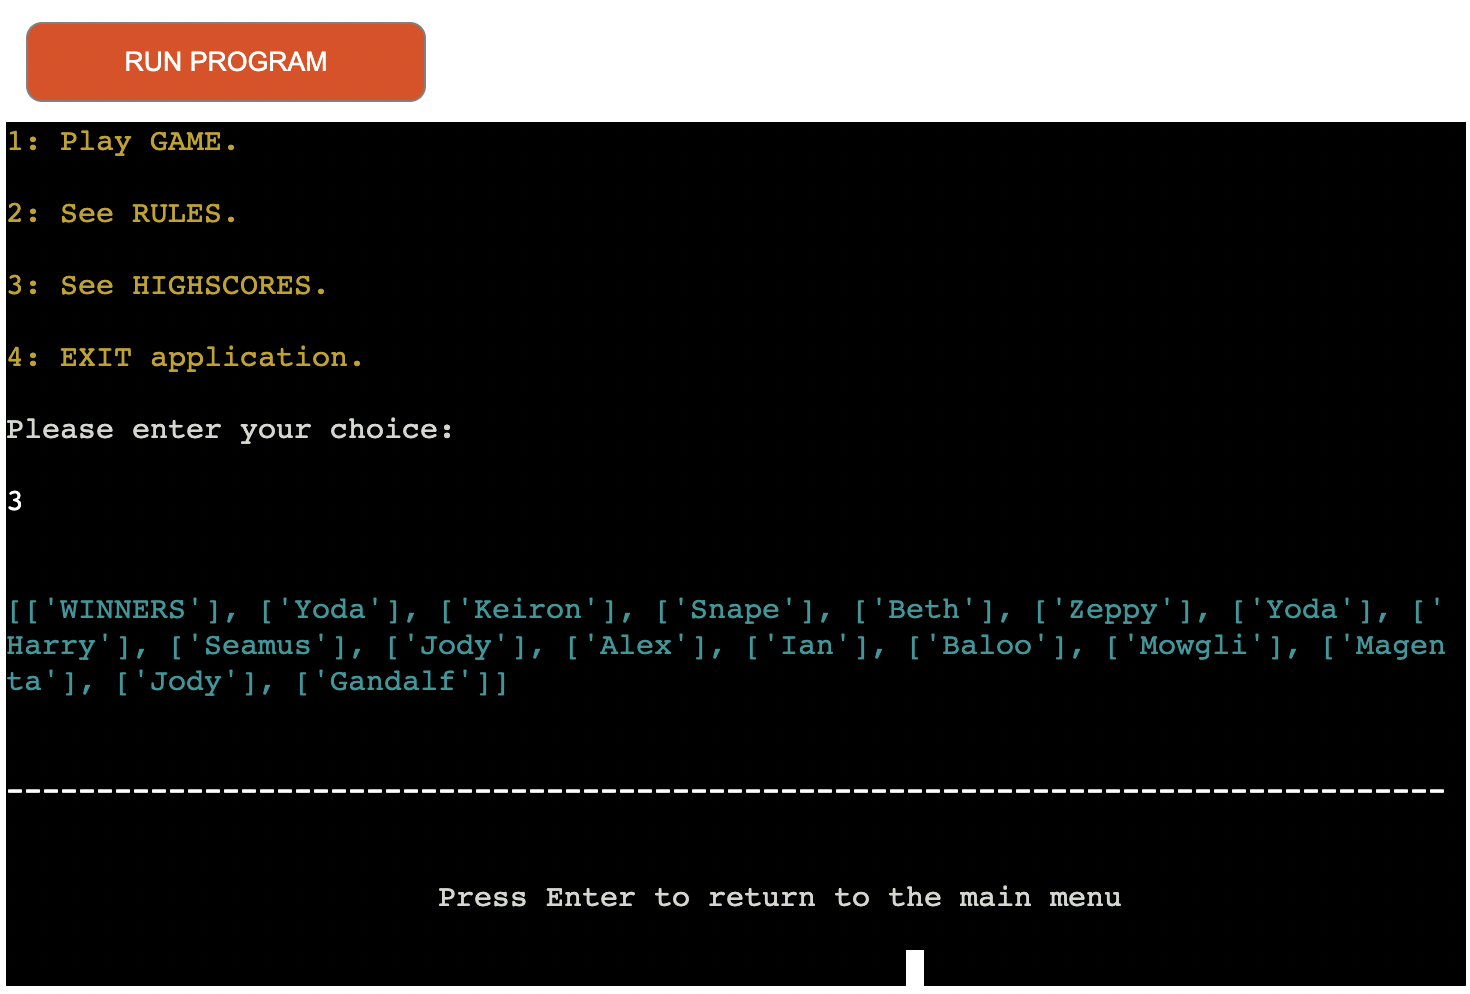 RUN PROGRAM
1: Play GAME.
2: See RULES.
3: See HIGHSCORES.
4: EXIT application.
Please enter your choice:
3
[['WINNERS'], ['Yoda'], ['Keiron'], ['Snape'], ['Beth'], ['Zeppy'], ['Yoda'], ['
Harry'], ['Seamus'], ['Jody'], ['Alex'], ['Ian'], ['Baloo'], ['Mowgli'], ['Magen
ta'], ['Jody'], ['Gandalf']]
--------------------------------------------------------------------------------
Press Enter to return to the main menu